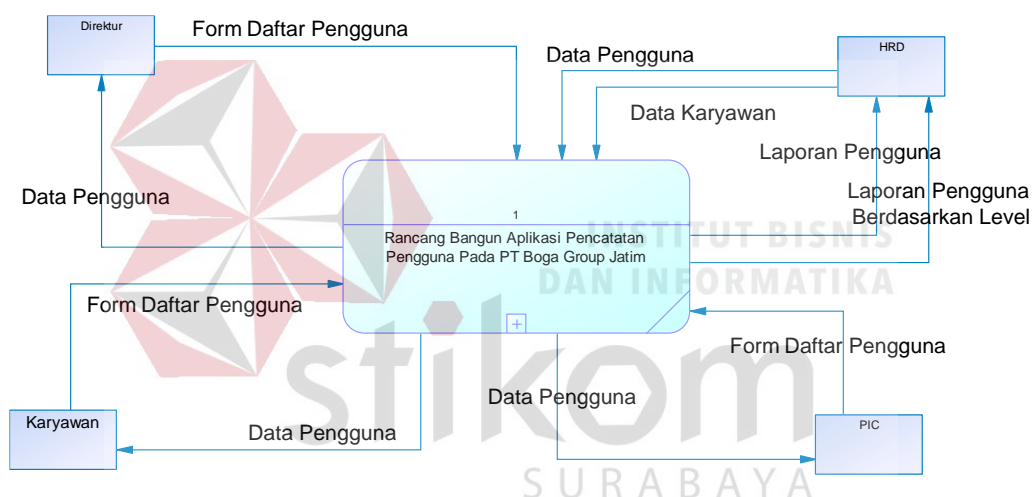 Direktur
Form Daftar Pengguna
HRD
Data Pengguna
Data Karyawan
Laporan Pengguna
Data Pengguna
Laporan Pengguna
Berdasarkan Level
1
Rancang Bangun Aplikasi Pencatatan
Pengguna Pada PT Boga Group Jatim
INSTITUT BISNIS
DAN INFORMATIKA
Form Daftar Pengguna
stikom
Form Daftar Pengguna
Data Pengguna
Karyawan
Data Pengguna
PIC
SURABAYA